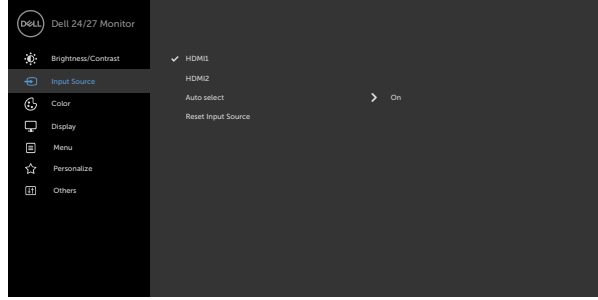 DELL Dell 24/27 Monitor
Brightness/Contrast
Input Source
Color
Display
Menu
Personalize
Others
HDMI1
HDMI2
Auto select On
Reset Input Source